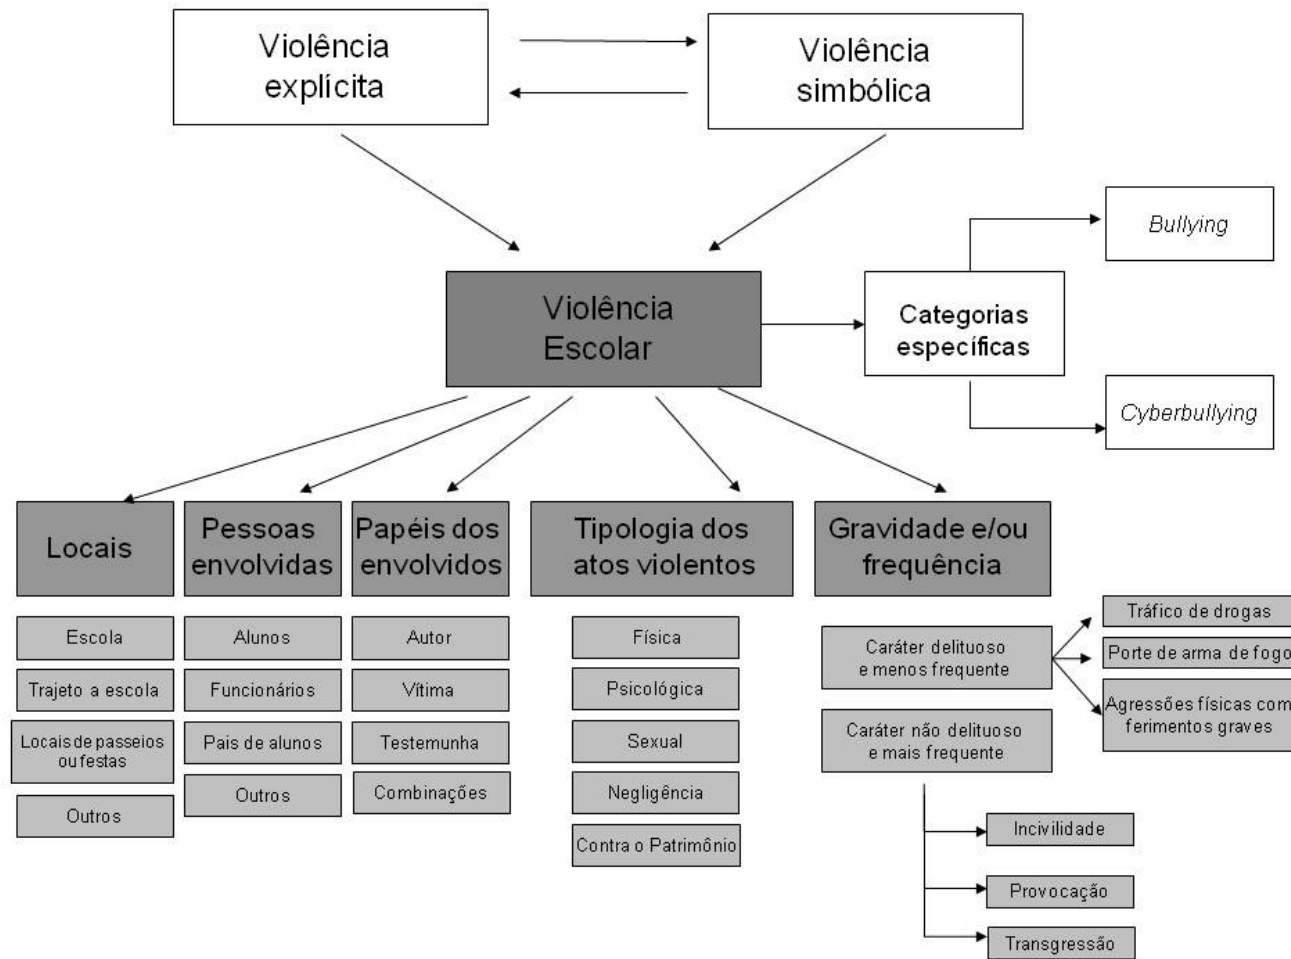 Violência
explícita
Violência
simbólica
Bullying
Violência
Escolar
Categorias
específicas
Cyberbullying
Locais
Pessoas
envolvidas
Papéis dos
envolvidos
Tipologia dos
atos violentos
Gravidade e/ou
frequência
Escola
Trajeto a escola
Locais de passeios
ou festas
Outros
Alunos
Funcionários
Pais de alunos
Outros
Autor
Vítima
Testemunha
Combinações
Física
Psicológica
Sexual
Negligência
Contra o Patrimônio
Caráter delituoso
e menos frequente
Tráfico de drogas
Porte de arma de fogo
Agressões físicas com
ferimentos graves
Caráter não delituoso
e mais frequente
Incivilidade
Provocação
Transgressão